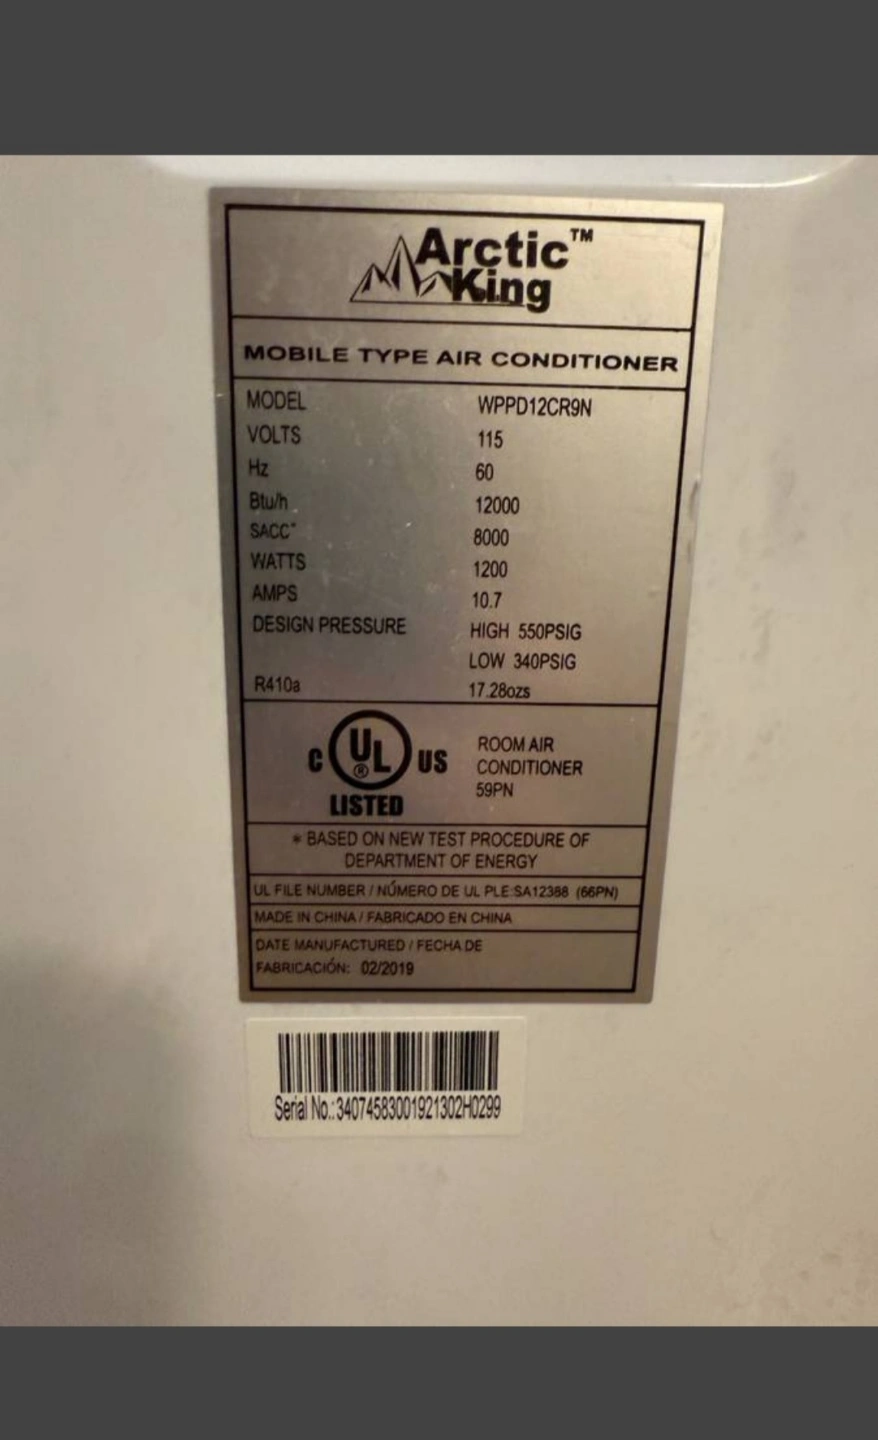 Arctic™
King
MOBILE TYPE AIR CONDITIONER
MODEL WPPD12CR9N
VOLTS 115
Hz 60
Btu/h 12000
SACC* 8000
WATTS 1200
AMPS 10.7
DESIGN PRESSURE HIGH 550PSIG
LOW 340PSIG
R410a 17.28ozs
C UL® US
LISTED
ROOM AIR
CONDITIONER
59PN
* BASED ON NEW TEST PROCEDURE OF
DEPARTMENT OF ENERGY
UL FILE NUMBER / NÚMERO DE UL PLE:SA12388 (66PN)
MADE IN CHINA / FABRICADO EN CHINA
DATE MANUFACTURED / FECHA DE
FABRICACIÓN: 02/2019
Serial No.:34074583001921302H0299